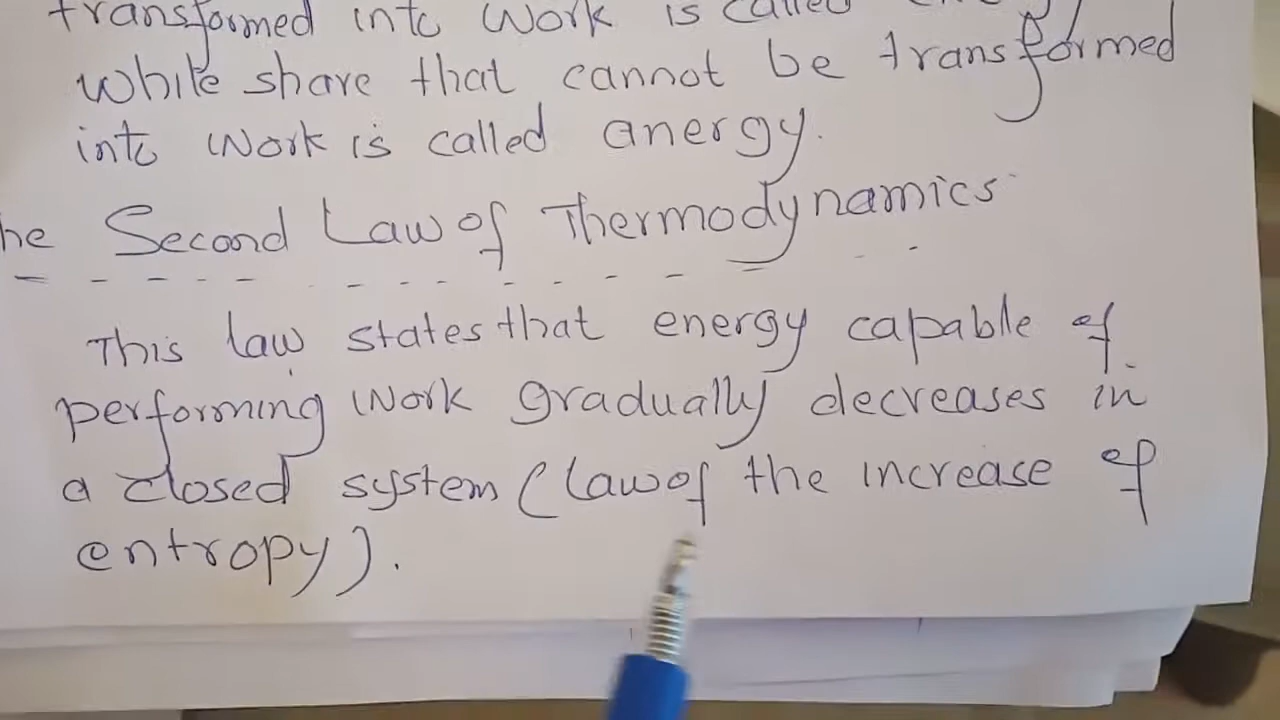 transformed into Work is called
while share that cannot be transformed
into Work is called anergy.
he Second Law of Thermodynamics
This law states that energy capable of
performing Work gradually decreases in
a closed system (law of the increase of
entropy).